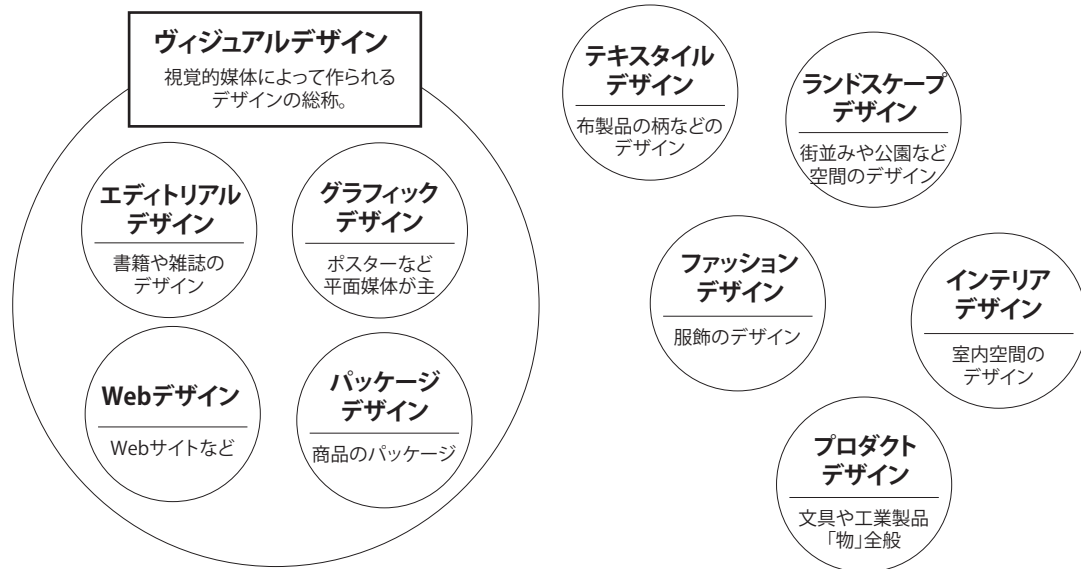 ヴィジュアルデザイン
視覚的媒体によって作られる
デザインの総称。
エディトリアル
デザイン
書籍や雑誌の
デザイン
グラフィック
デザイン
ポスターなど
平面媒体が主
Webデザイン
Webサイトなど
パッケージ
デザイン
商品のパッケージ
テキスタイル
デザイン
布製品の柄などの
デザイン
ランドスケープ
デザイン
街並みや公園など
空間のデザイン
ファッション
デザイン
服飾のデザイン
インテリア
デザイン
室内空間の
デザイン
プロダクト
デザイン
文具や工業製品
「物」全般